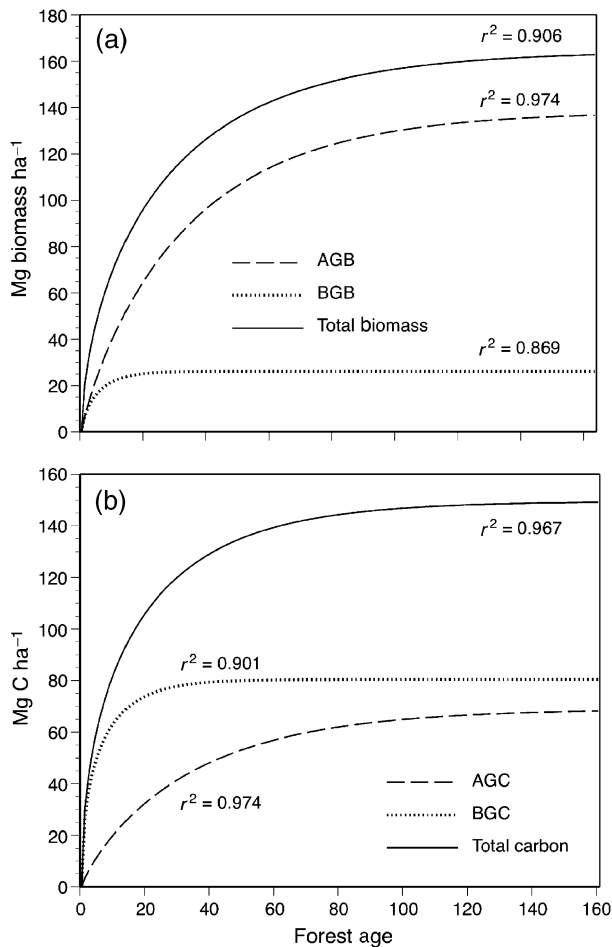 (a)
r² = 0.906
r² = 0.974
r² = 0.869
Mg biomass ha⁻¹
180
160
140
120
100
80
60
40
20
0
AGB
BGB
Total biomass
(b)
r² = 0.967
r² = 0.901
r² = 0.974
Mg C ha⁻¹
160
140
120
100
80
60
40
20
0
AGC
BGC
Total carbon
0 20 40 60 80 100 120 140 160
Forest age